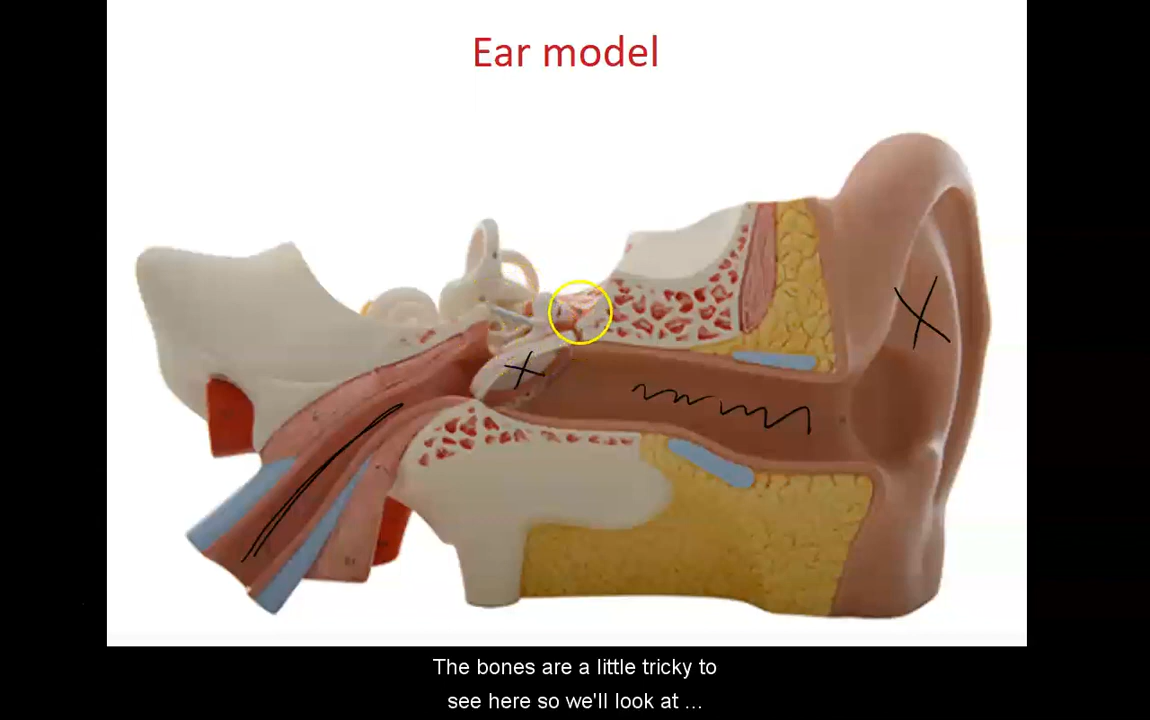 Ear model
The bones are a little tricky to
see here so we'll look at ...